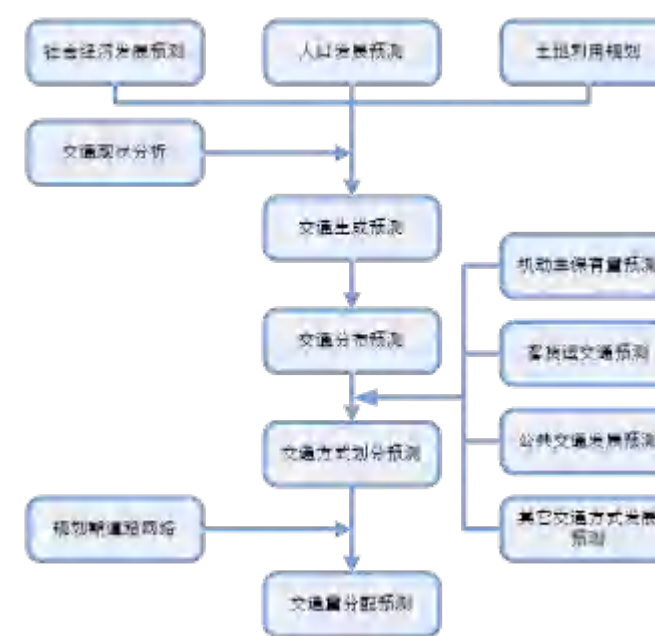 社会经济发展预测
人口发展预测
土地利用规划
交通现状分析
交通生成预测
机动车保有量预测
交通分布预测
客货运交通预测
交通方式划分预测
公共交通发展预测
规划期道路网络
其它交通方式发展
预测
交通量分配预测